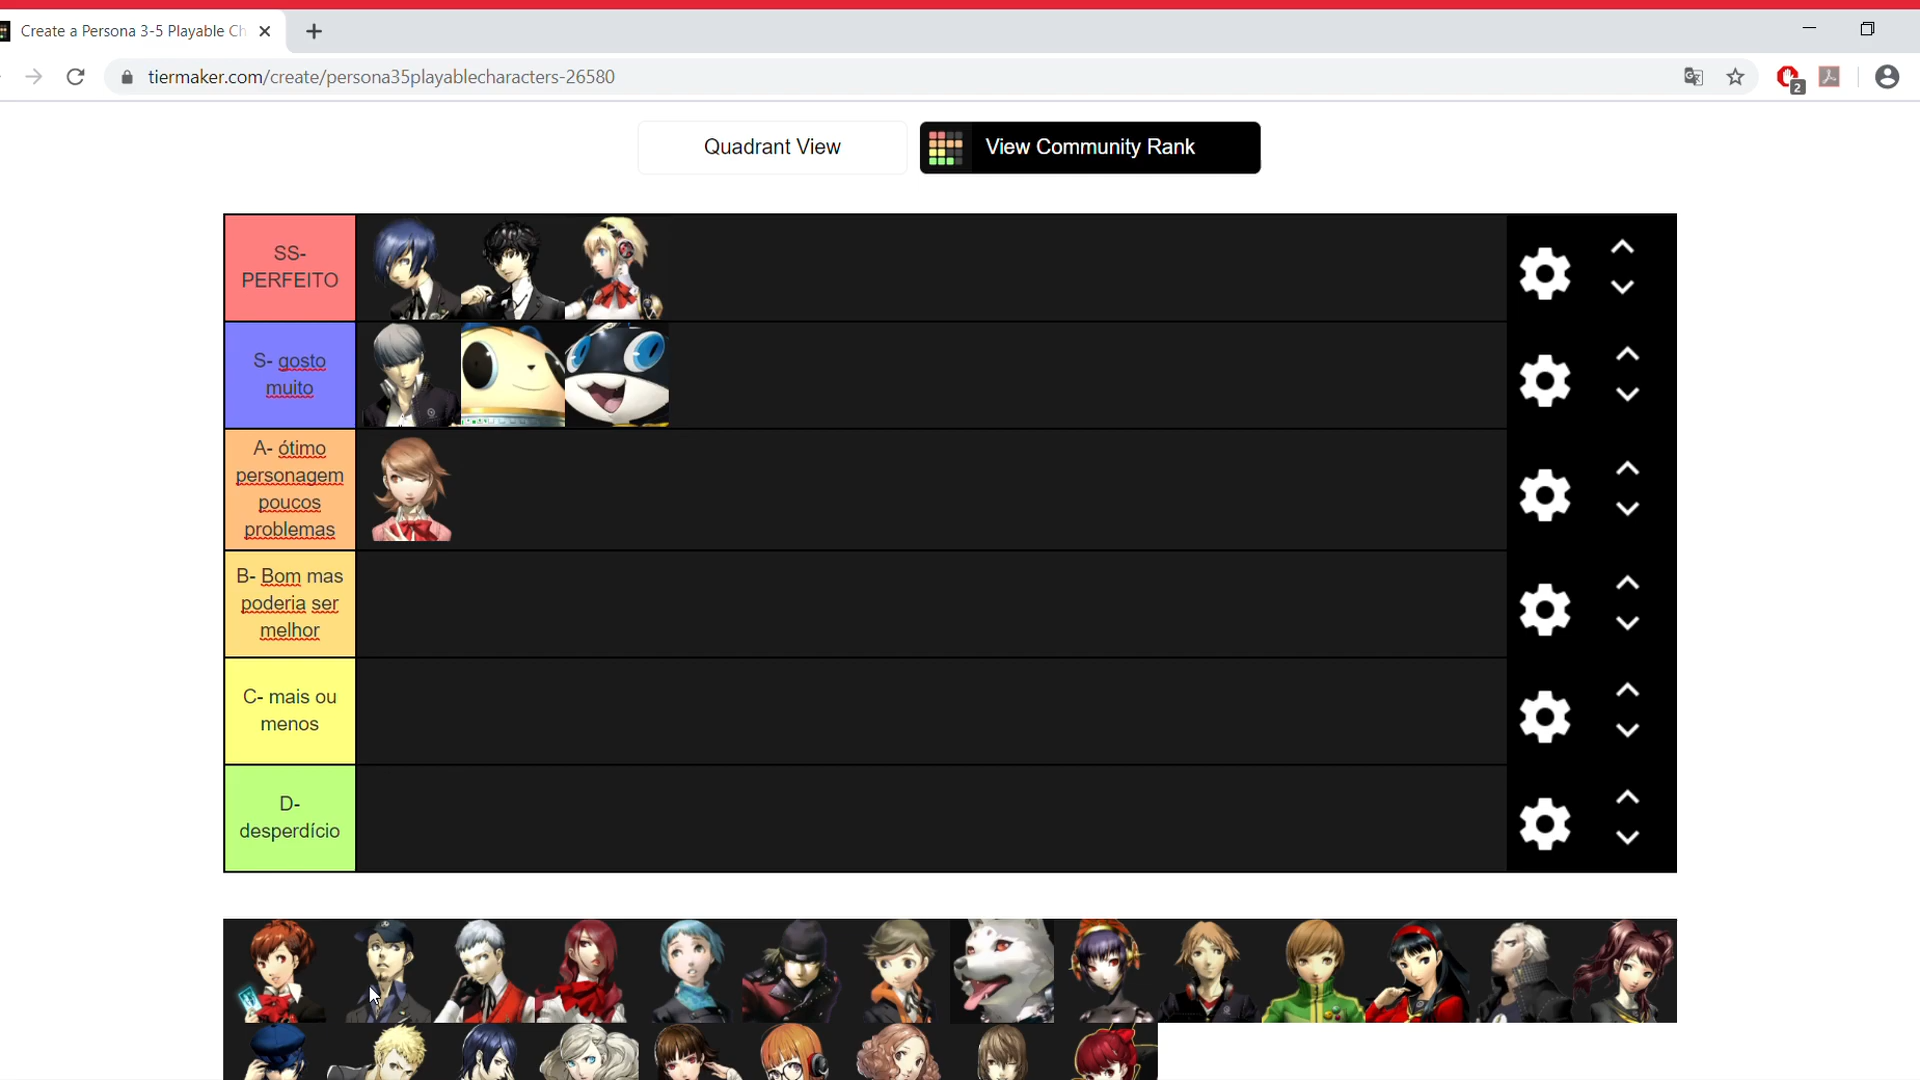 Create a Persona 3-5 Playable Ch
tiermaker.com/create/persona35playablecharacters-26580
2
Quadrant View
View Community Rank
SS-
PERFEITO
S- gosto
muito
A- ótimo
personagem
poucos
problemas
B- Bom mas
poderia ser
melhor
C- mais ou
menos
D-
desperdício